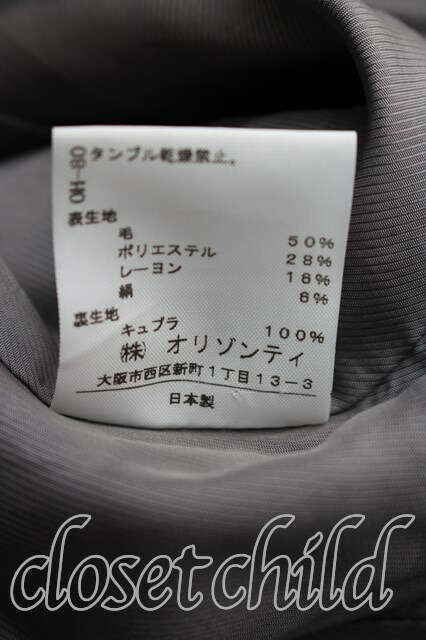 タンブル乾燥禁止。
08-HO
表生地
毛 50%
ポリエステル 28%
レーヨン 16%
絹 6%
裏生地
キュプラ 100%
㈱ オリゾンティ
大阪市西区新町1丁目13-3
日本製
closet child